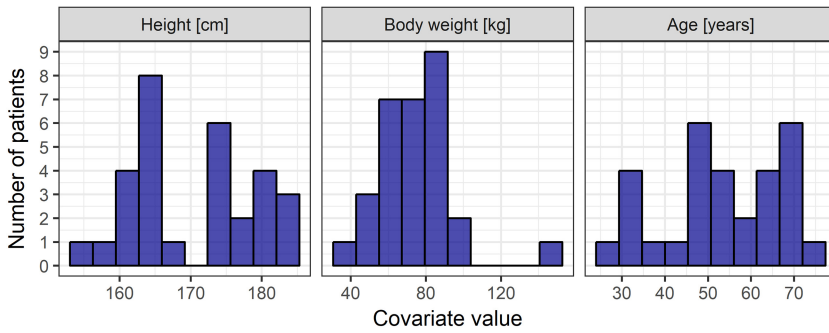 Height [cm] Body weight [kg] Age [years]
Number of patients
9
8
7
6
5
4
3
2
1
0
160 170 180 40 80 120 30 40 50 60 70
Covariate value